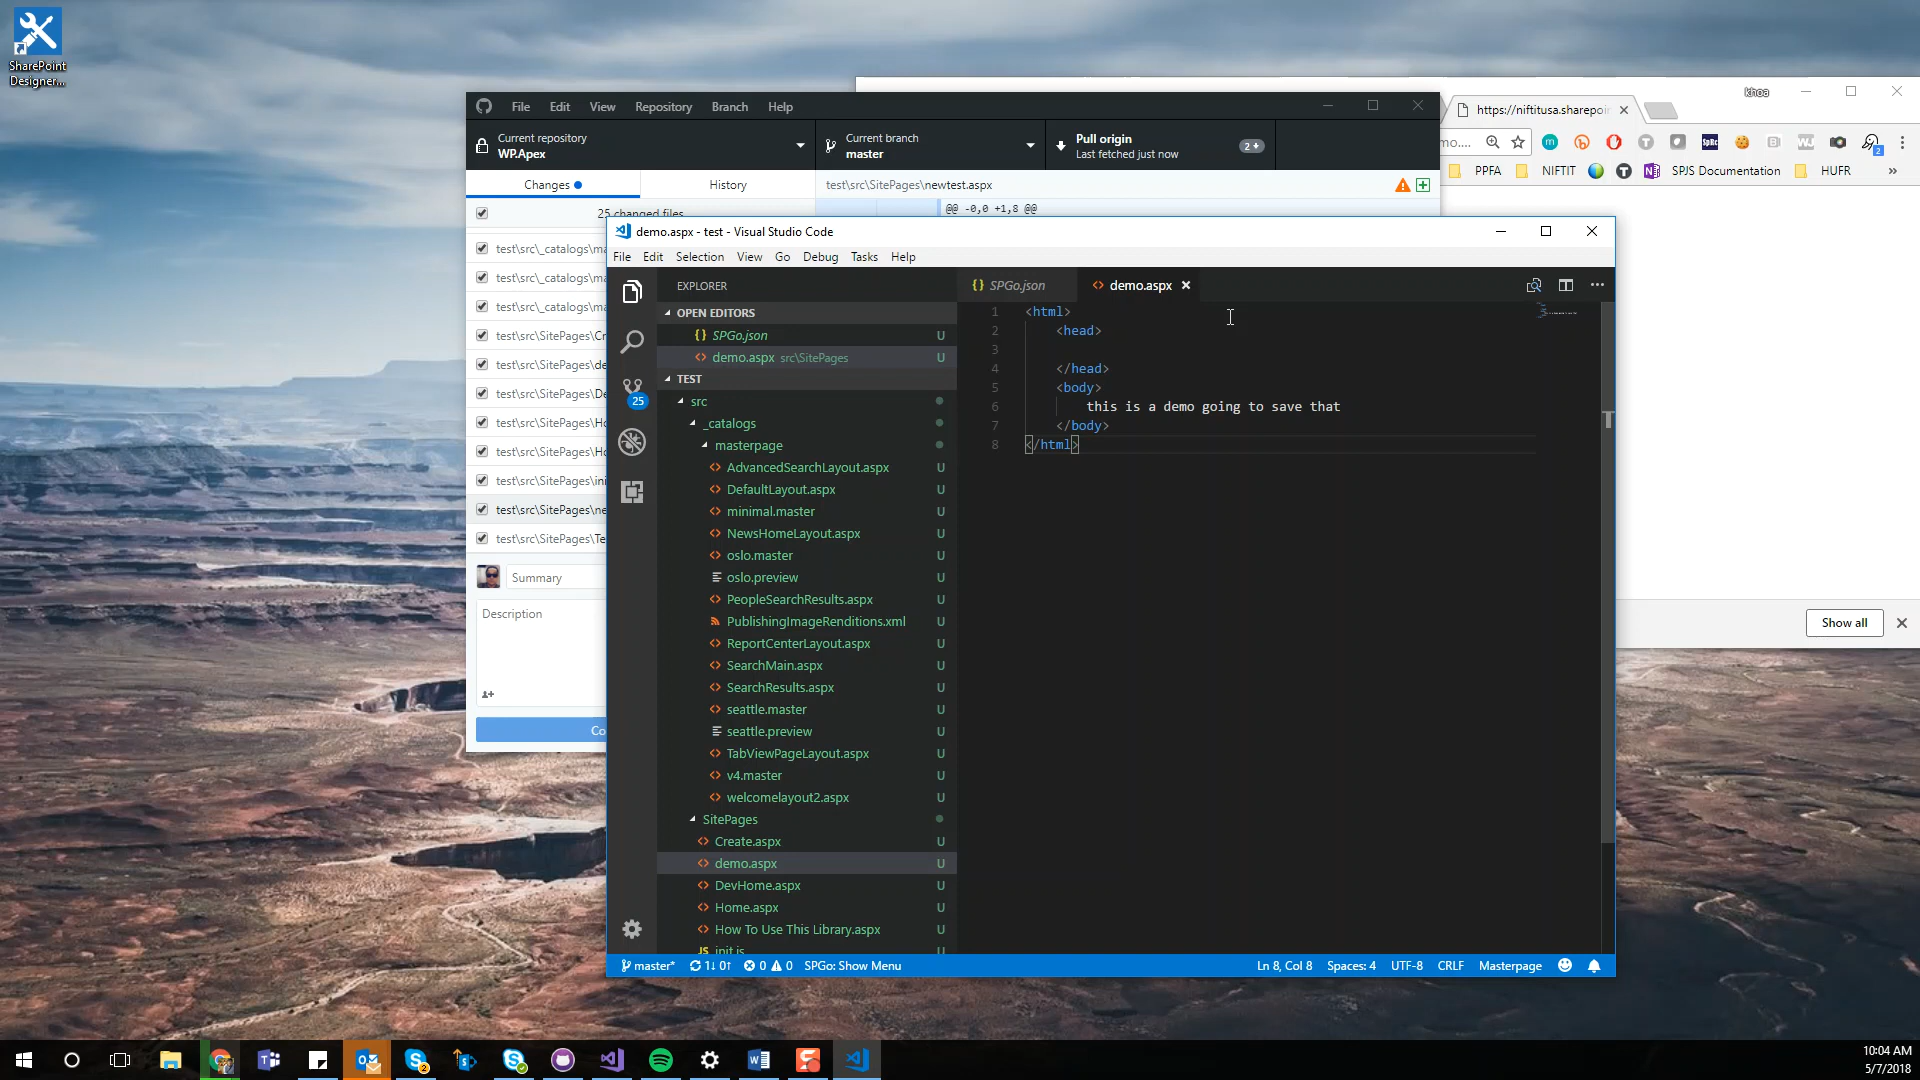 SharePoint
Designer...
File Edit View Repository Branch Help
Current repository
WP.Apex
Current branch
master
Pull origin
Last fetched just now
2
Changes
History
test\src\SitePages\newtest.aspx
25 changed files
@@ -0,0 +1,8 @@
test\src\_catalogs\ma
test\src\_catalogs\ma
test\src\_catalogs\ma
test\src\SitePages\Cr
test\src\SitePages\de
test\src\SitePages\De
test\src\SitePages\Ho
test\src\SitePages\Ho
test\src\SitePages\ini
test\src\SitePages\ne
test\src\SitePages\Te
Summary
Description
Co
khoa
https://niftitusa.sharepoin
mo....
PPFA
NIFTIT
SPJS Documentation
HUFR
»
Show all
demo.aspx - test - Visual Studio Code
File Edit Selection View Go Debug Tasks Help
EXPLORER
OPEN EDITORS
SPGo.json U
demo.aspx src\SitePages U
TEST
src
_catalogs
masterpage
AdvancedSearchLayout.aspx U
DefaultLayout.aspx U
minimal.master U
NewsHomeLayout.aspx U
oslo.master U
oslo.preview U
PeopleSearchResults.aspx U
PublishingImageRenditions.xml U
ReportCenterLayout.aspx U
SearchMain.aspx U
SearchResults.aspx U
seattle.master U
seattle.preview U
TabViewPageLayout.aspx U
v4.master U
welcomelayout2.aspx U
SitePages
Create.aspx U
demo.aspx U
DevHome.aspx U
Home.aspx U
How To Use This Library.aspx U
JS init.js U
25
SPGo.json
demo.aspx
1 <html>
2 <head>
3
4 </head>
5 <body>
6 this is a demo going to save that
7 </body>
8 </html>
master* 1↓ 0↑ 0 0 SPGo: Show Menu
Ln 8, Col 8 Spaces: 4 UTF-8 CRLF Masterpage
10:04 AM
5/7/2018